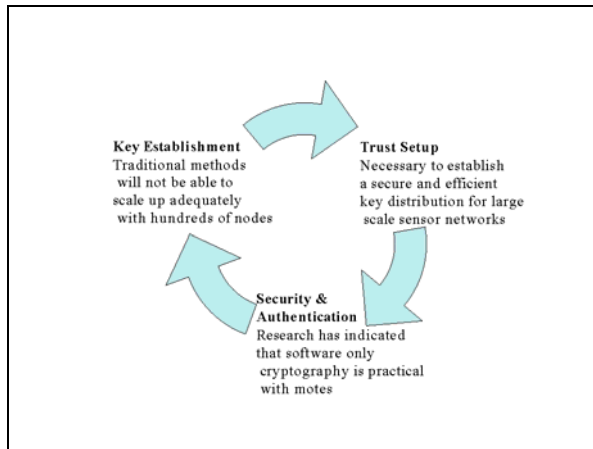 Key Establishment
Traditional methods
will not be able to
scale up adequately
with hundreds of nodes
Trust Setup
Necessary to establish
a secure and efficient
key distribution for large
scale sensor networks
Security &
Authentication
Research has indicated
that software only
cryptography is practical
with motes